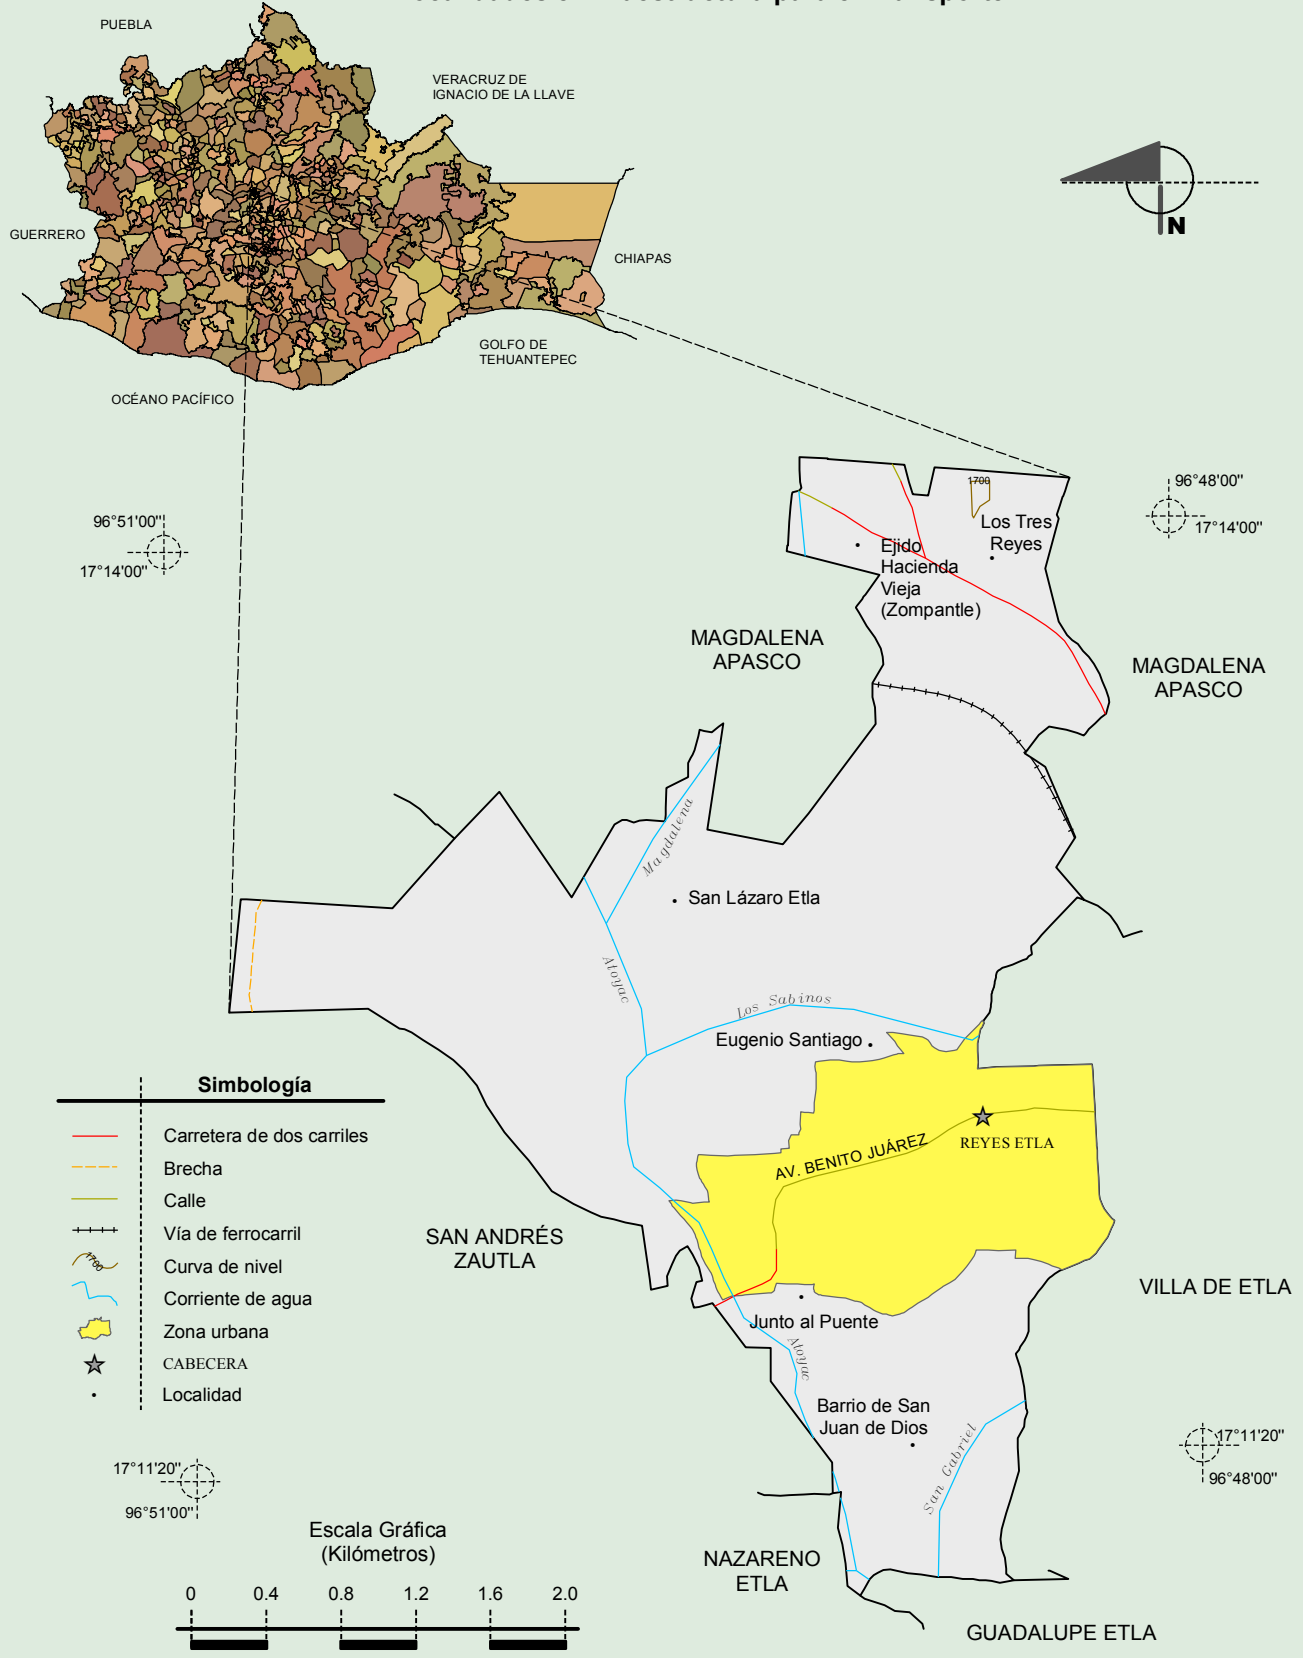 PUEBLA
VERACRUZ DE
IGNACIO DE LA LLAVE
GUERRERO
CHIAPAS
GOLFO DE
TEHUANTEPEC
OCÉANO PACÍFICO
N
96°51'00"
17°14'00"
96°48'00"
17°14'00"
1700
Los Tres
Reyes
Ejido
Hacienda
Vieja
(Zompantle)
MAGDALENA
APASCO
MAGDALENA
APASCO
Magdalena
San Lázaro Etla
Atoyac
Los Sabinos
Eugenio Santiago
AV. BENITO JUÁREZ
REYES ETLA
SAN ANDRÉS
ZAUTLA
VILLA DE ETLA
Junto al Puente
Atoyac
Barrio de San
Juan de Dios
San Gabriel
NAZARENO
ETLA
GUADALUPE ETLA
Simbología
Carretera de dos carriles
Brecha
Calle
Vía de ferrocarril
1700
Curva de nivel
Corriente de agua
Zona urbana
CABECERA
Localidad
17°11'20"
96°51'00"
17°11'20"
96°48'00"
Escala Gráfica
(Kilómetros)
0 0.4 0.8 1.2 1.6 2.0